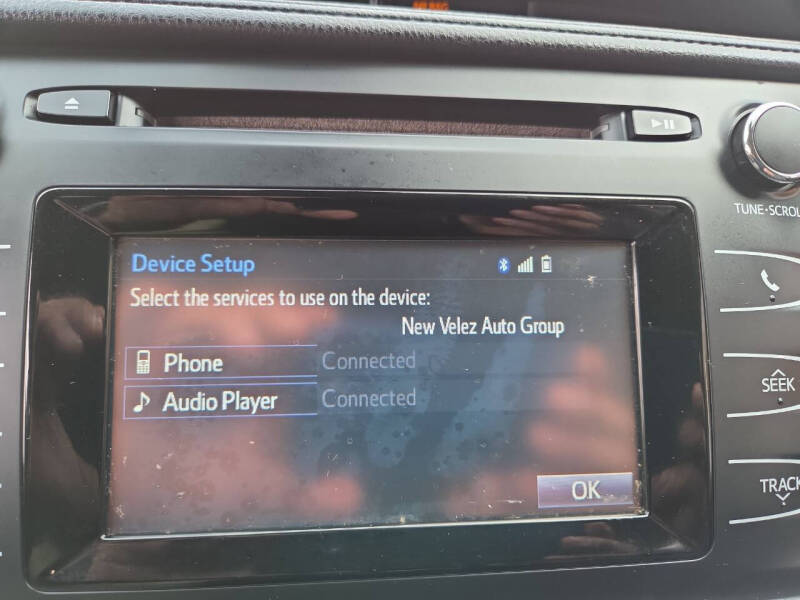 Device Setup
Select the services to use on the device:
New Velez Auto Group
Phone Connected
Audio Player Connected
OK
TUNE•SCROL
SEEK
TRACK